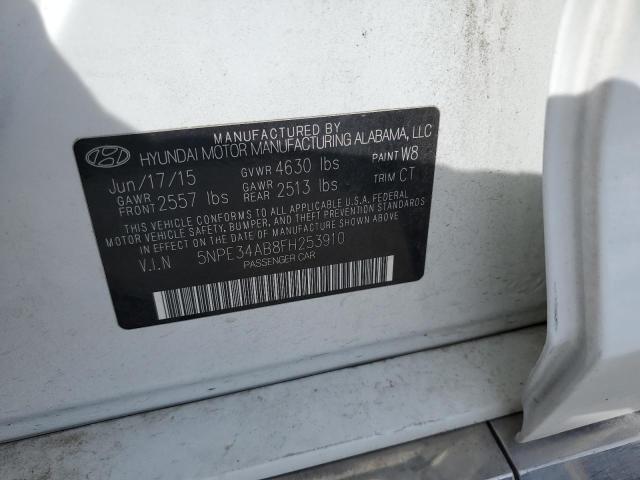 MANUFACTURED BY
HYUNDAI MOTOR MANUFACTURING ALABAMA, LLC
Jun/17/15 GVWR 4630 lbs PAINT W8
GAWR FRONT 2557 lbs GAWR REAR 2513 lbs TRIM CT
THIS VEHICLE CONFORMS TO ALL APPLICABLE U.S.A. FEDERAL
MOTOR VEHICLE SAFETY, BUMPER, AND THEFT PREVENTION STANDARDS
IN EFFECT ON THE DATE OF MANUFACTURE SHOWN ABOVE.
V.I.N 5NPE34AB8FH253910
PASSENGER CAR